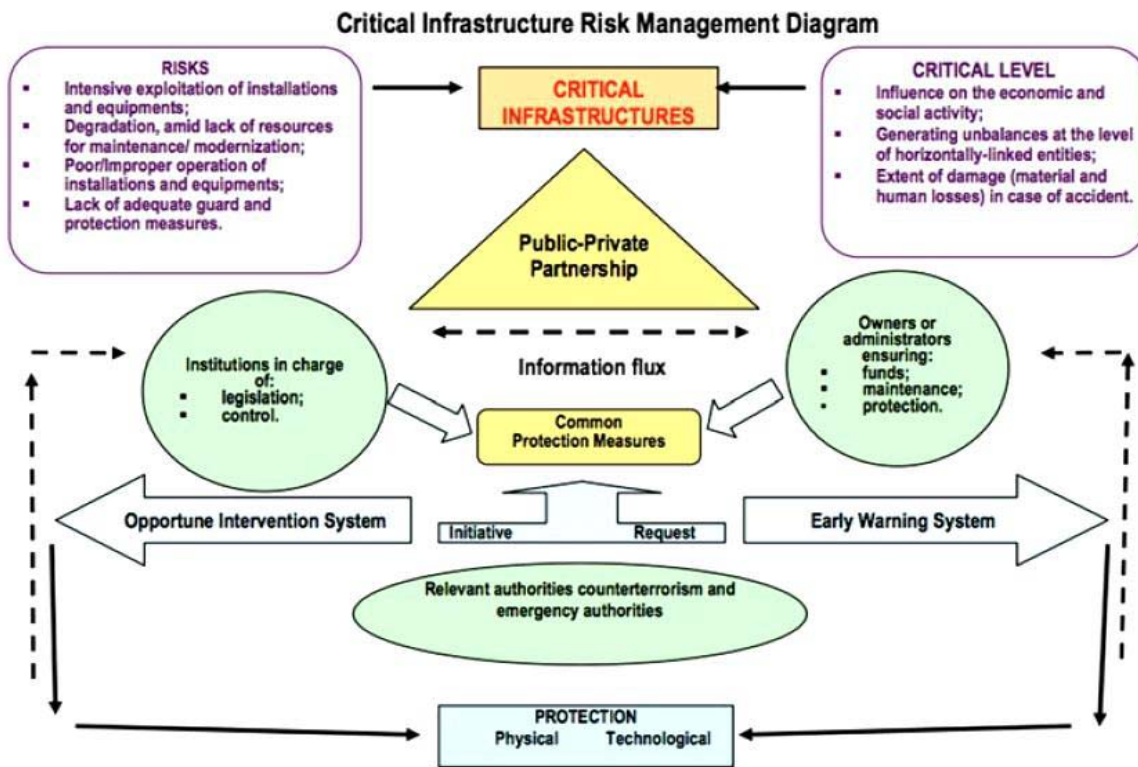 Critical Infrastructure Risk Management Diagram
RISKS
▪ Intensive exploitation of installations
and equipments;
▪ Degradation, amid lack of resources
for maintenance/ modernization;
▪ Poor/Improper operation of
installations and equipments;
▪ Lack of adequate guard and
protection measures.
CRITICAL
INFRASTRUCTURES
CRITICAL LEVEL
▪ Influence on the economic and
social activity;
▪ Generating unbalances at the level
of horizontally-linked entities;
▪ Extent of damage (material and
human losses) in case of accident.
Public-Private
Partnership
Institutions in charge
of:
▪ legislation;
▪ control.
Information flux
Owners or
administrators
ensuring:
▪ funds;
▪ maintenance;
▪ protection.
Common
Protection Measures
Opportune Intervention System
Initiative Request
Early Warning System
Relevant authorities counterterrorism and
emergency authorities
PROTECTION
Physical Technological